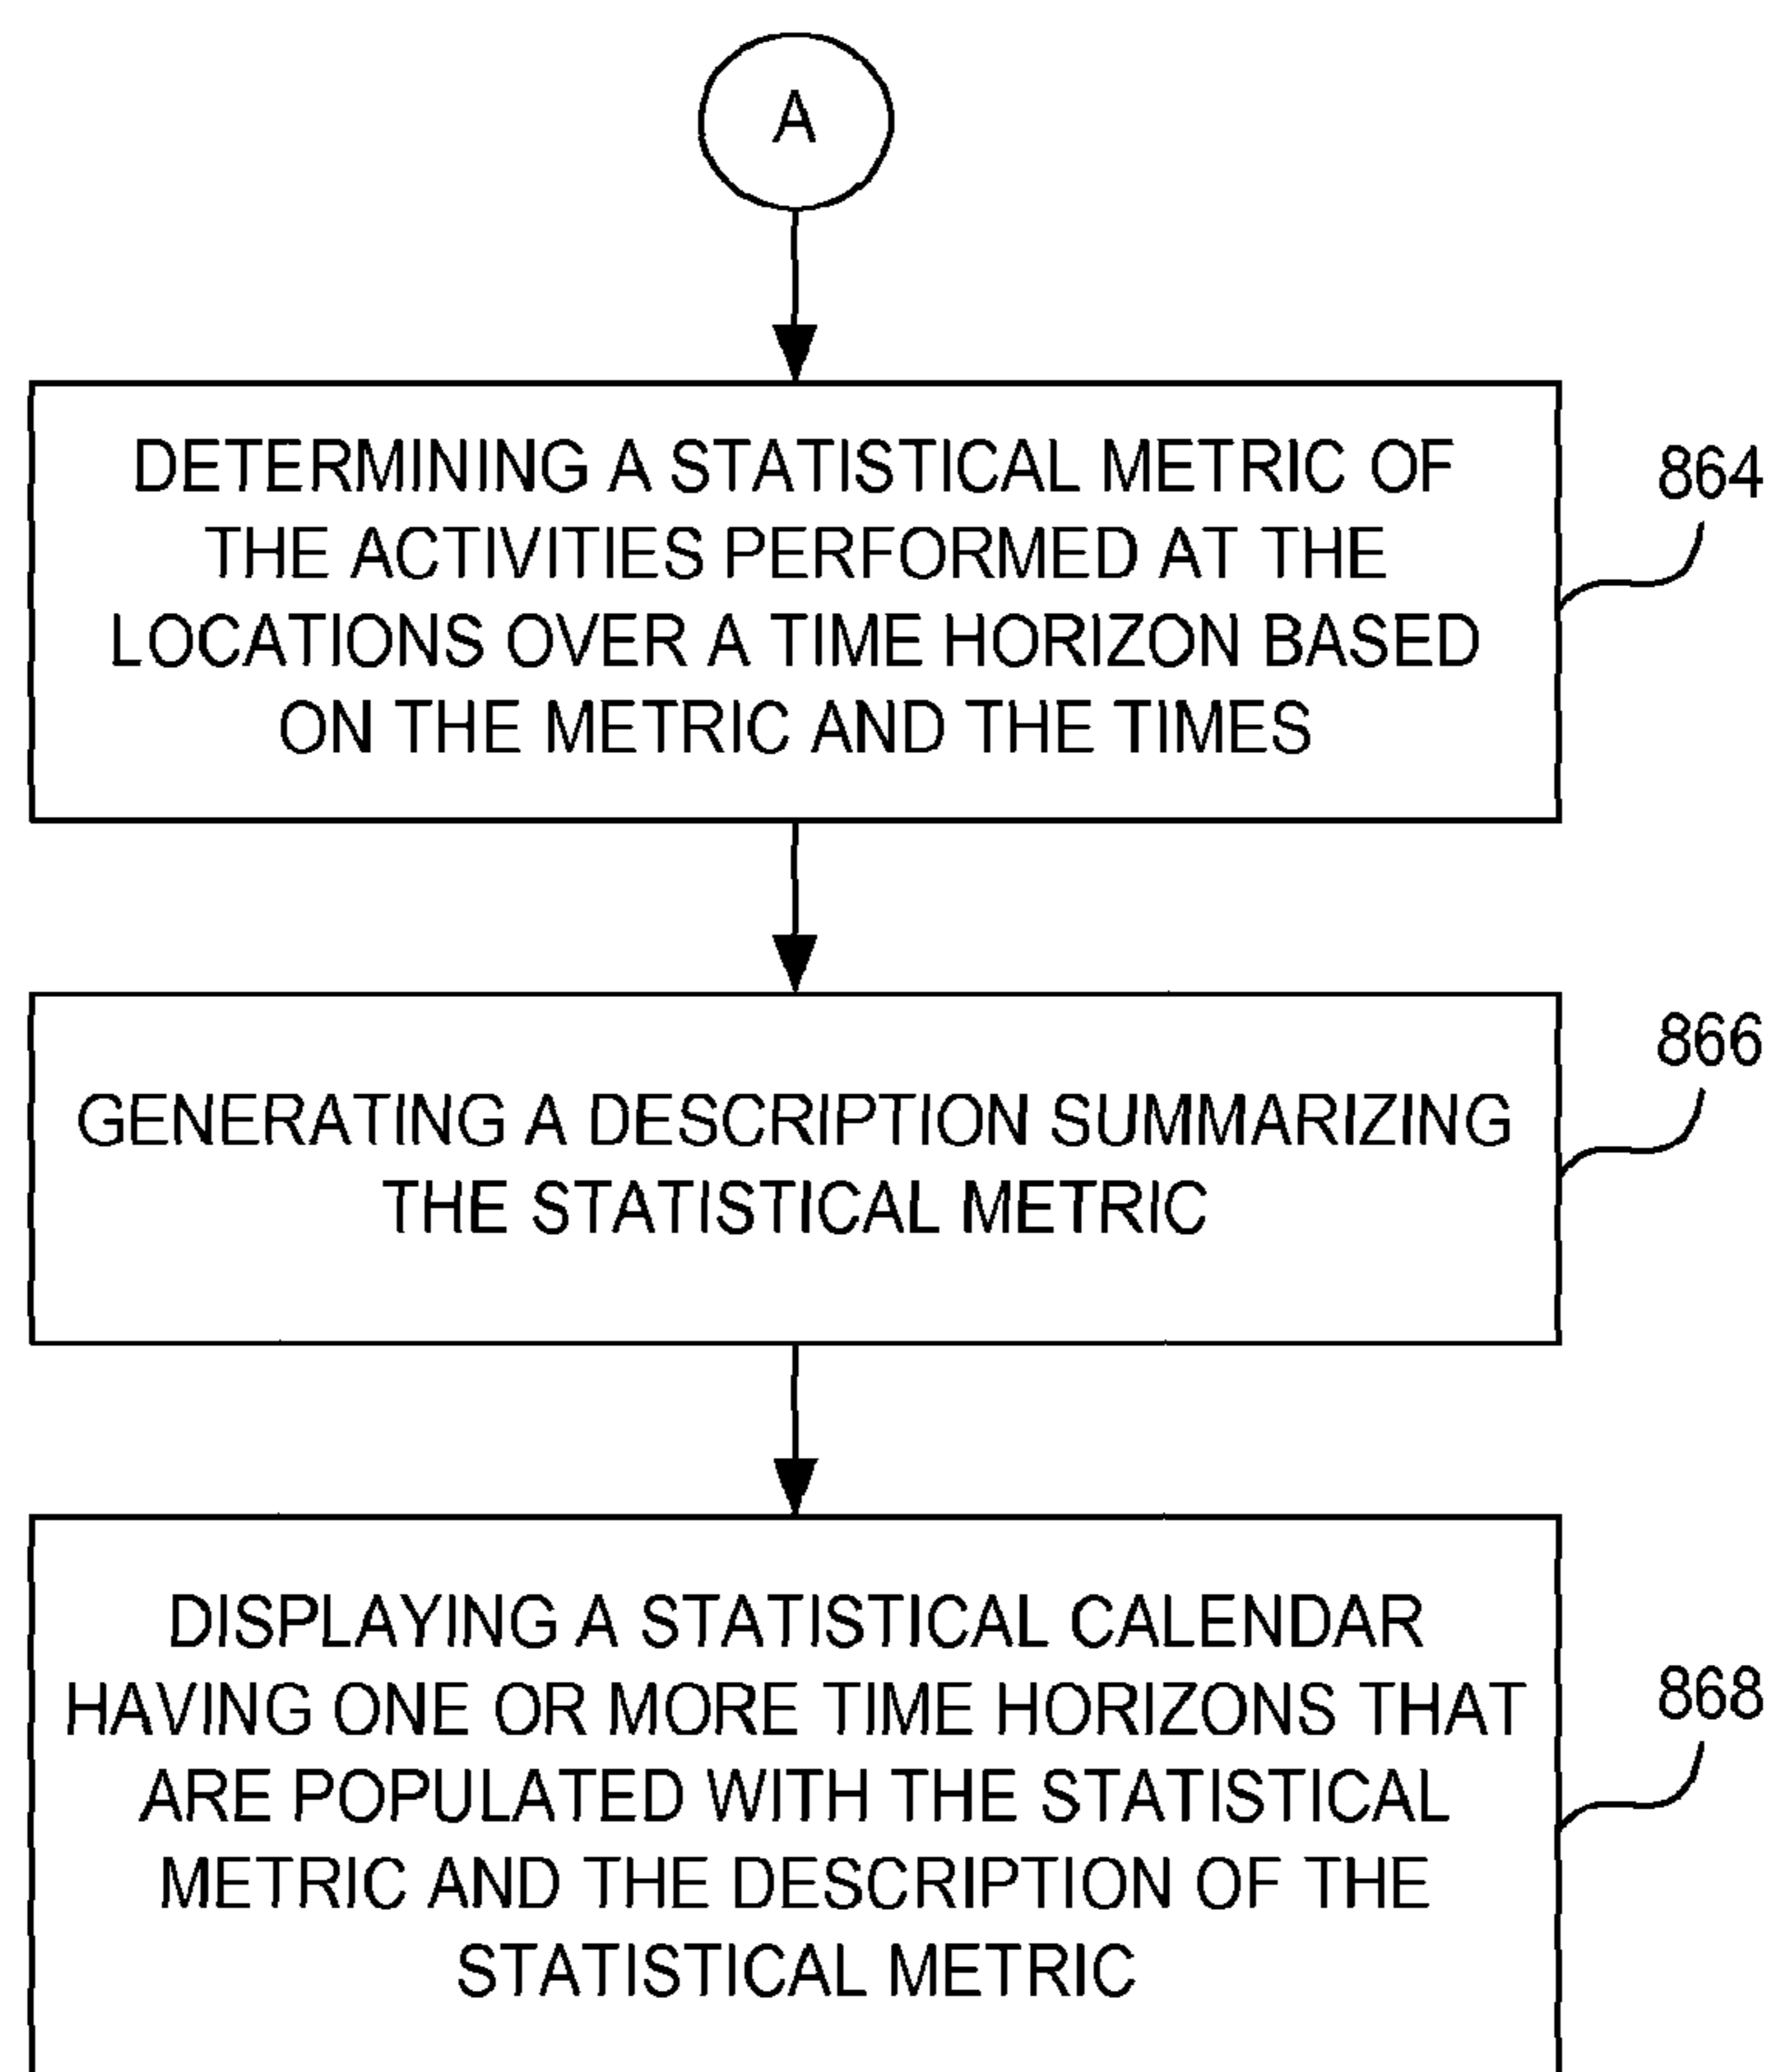 A
DETERMINING A STATISTICAL METRIC OF
THE ACTIVITIES PERFORMED AT THE
LOCATIONS OVER A TIME HORIZON BASED
ON THE METRIC AND THE TIMES
864
GENERATING A DESCRIPTION SUMMARIZING
THE STATISTICAL METRIC
866
DISPLAYING A STATISTICAL CALENDAR
HAVING ONE OR MORE TIME HORIZONS THAT
ARE POPULATED WITH THE STATISTICAL
METRIC AND THE DESCRIPTION OF THE
STATISTICAL METRIC
868